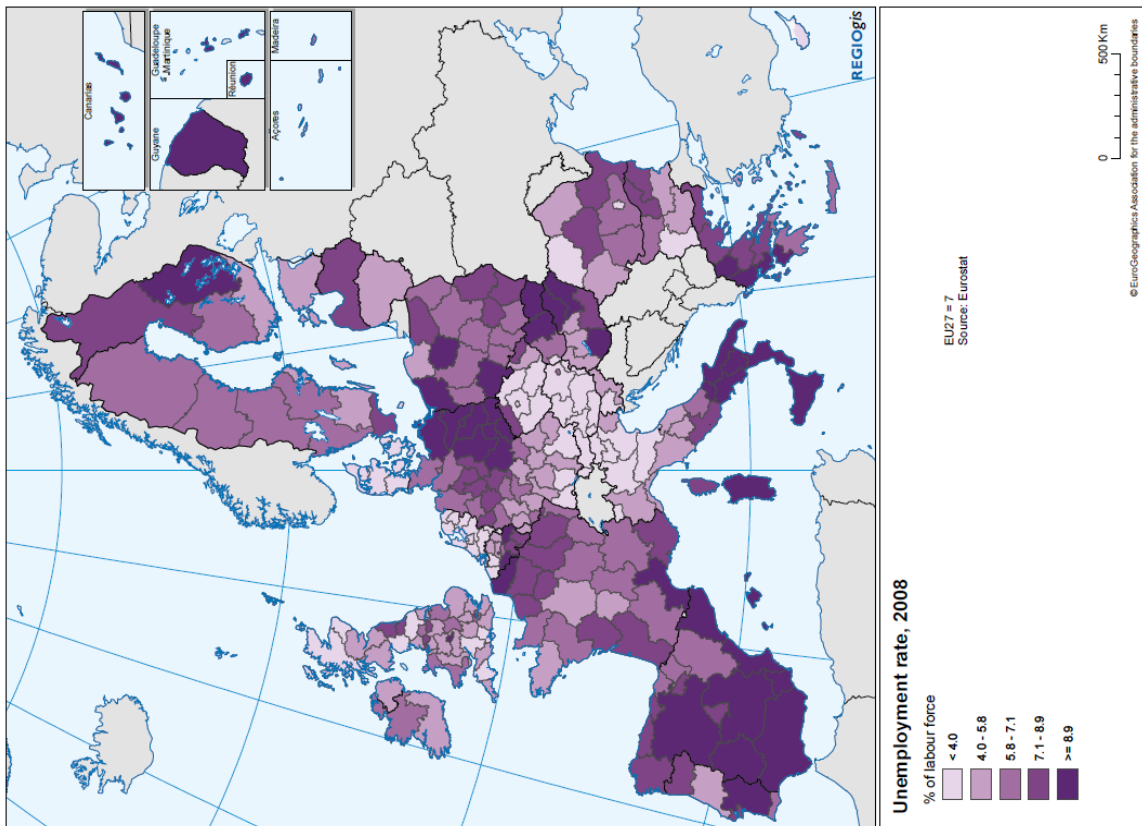 Canarias
Guyane
Guadeloupe
Martinique
Réunion
Açores
Madeira
REGIOgis
Unemployment rate, 2008
% of labour force
< 4.0
4.0 - 5.8
5.8 - 7.1
7.1 - 8.9
>= 8.9
EU27 = 7
Source: Eurostat
0 500 Km
© EuroGeographics Association for the administrative boundaries